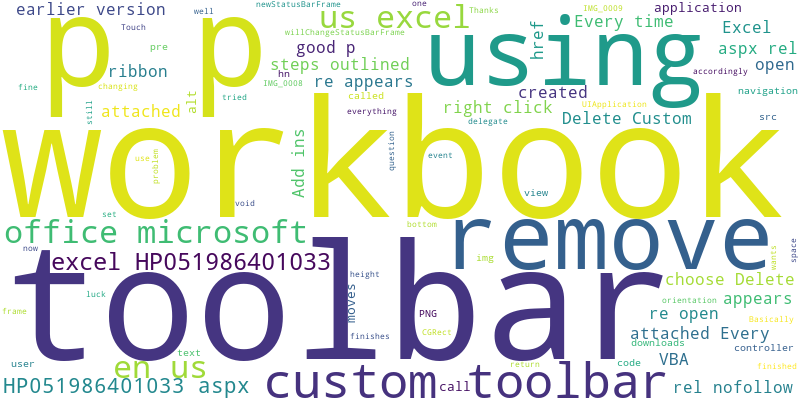 earlier version
well
newStatusBarFrame
one
Thanks
IMG_0009
application
us excel
Touch
Every time
Excel
p p using
willChangeStatusBarFrame
href
good p
pre
aspx rel
steps outlined
ribbon
hn
re appears
open
accordingly
fine
changing
IMG_0008
created
navigation
tried
called
alt
attached
still
right click
UIApplication
everything
Delete Custom
src
delegate
workbook
Add ins
question
use
problem
event
view
void
set
bottom
office microsoft
remove
now
excel HP051986401033
img
wants
space
toolbar
height
choose Delete
luck
moves
orientation
appears
frame
PNG
re open
Basically
CGRect
attached Every
finishes
downloads
controller
text
en us
user
return
code
VBA
finished
HP051986401033 aspx
custom toolbar
call
rel nofollow